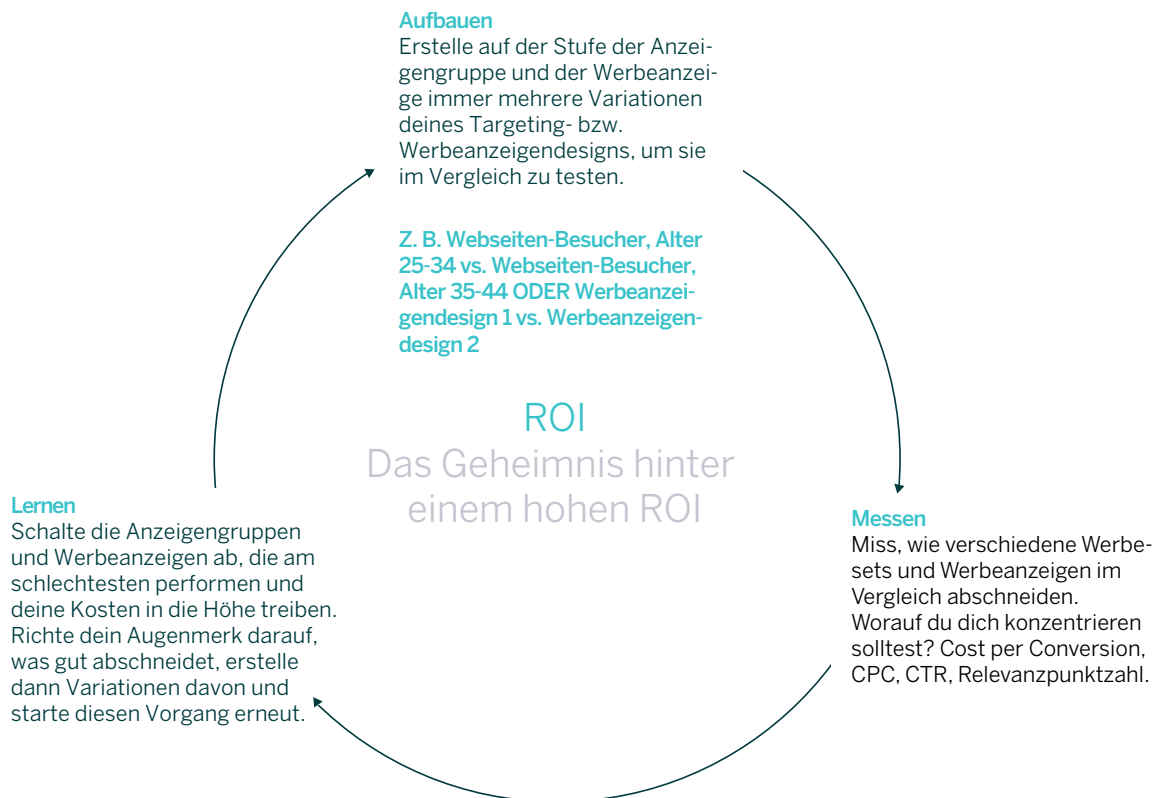 Aufbauen
Erstelle auf der Stufe der Anzei-
gengruppe und der Werbeanzei-
ge immer mehrere Variationen
deines Targeting- bzw.
Werbeanzeigendesigns, um sie
im Vergleich zu testen.
Z. B. Webseiten-Besucher, Alter
25-34 vs. Webseiten-Besucher,
Alter 35-44 ODER Werbeanzei-
gendesign 1 vs. Werbeanzeigen-
design 2
ROI
Das Geheimnis hinter
einem hohen ROI
Messen
Miss, wie verschiedene Werbe-
sets und Werbeanzeigen im
Vergleich abschneiden.
Worauf du dich konzentrieren
solltest? Cost per Conversion,
CPC, CTR, Relevanzpunktzahl.
Lernen
Schalte die Anzeigengruppen
und Werbeanzeigen ab, die am
schlechtesten performen und
deine Kosten in die Höhe treiben.
Richte dein Augenmerk darauf,
was gut abschneidet, erstelle
dann Variationen davon und
starte diesen Vorgang erneut.